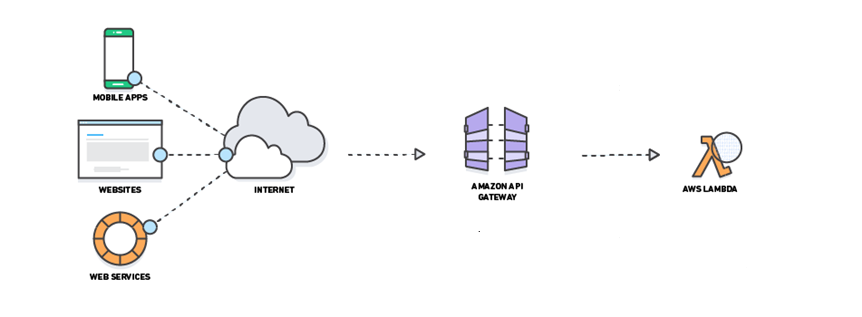 MOBILE APPS
WEBSITES
WEB SERVICES
INTERNET
AMAZON API
GATEWAY
AWS LAMBDA